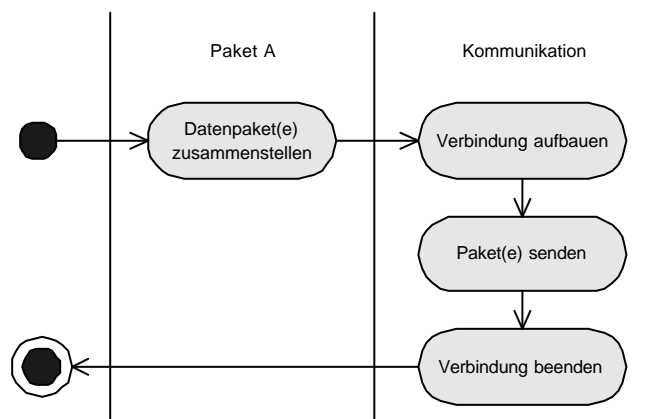 Paket A
Kommunikation
Datenpaket(e)
zusammenstellen
Verbindung aufbauen
Paket(e) senden
Verbindung beenden